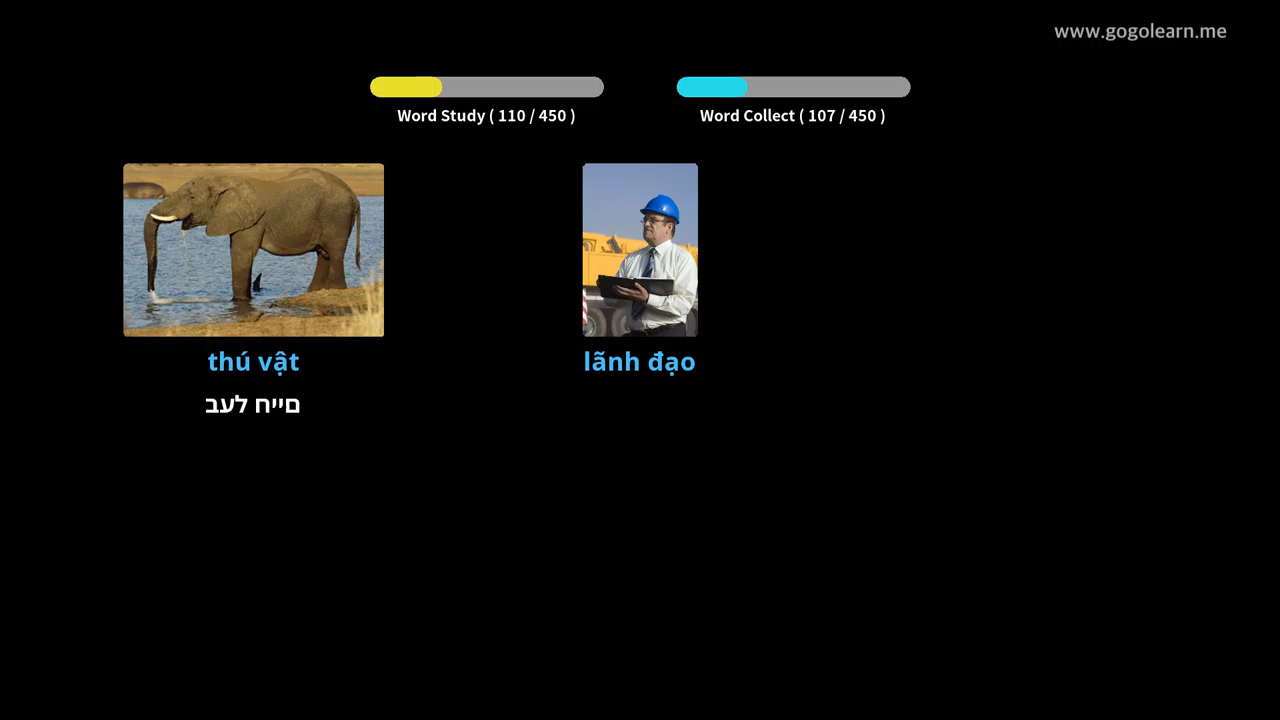 www.gogolearn.me
Word Study ( 110 / 450 )
Word Collect ( 107 / 450 )
thú vật
lãnh đạo
םייח לעב